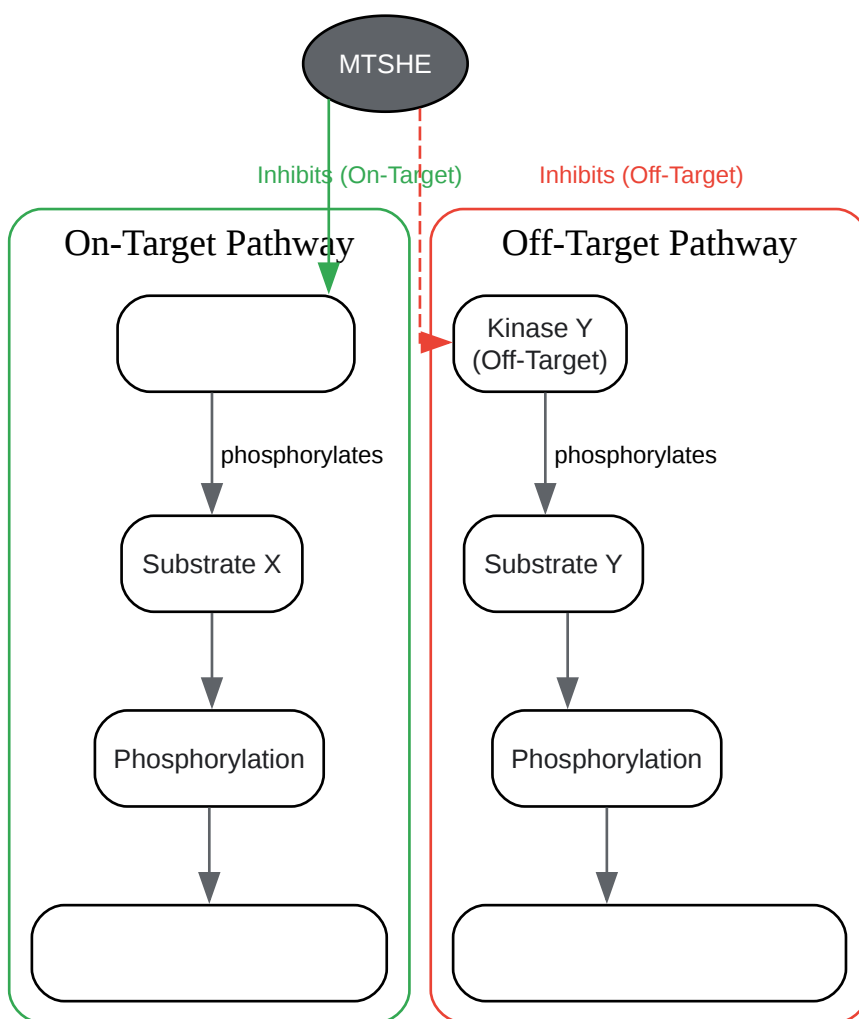 MTSHE
Inhibits (On-Target)
Inhibits (Off-Target)
On-Target Pathway
Off-Target Pathway
Kinase Y
(Off-Target)
phosphorylates
phosphorylates
Substrate X
Substrate Y
Phosphorylation
Phosphorylation